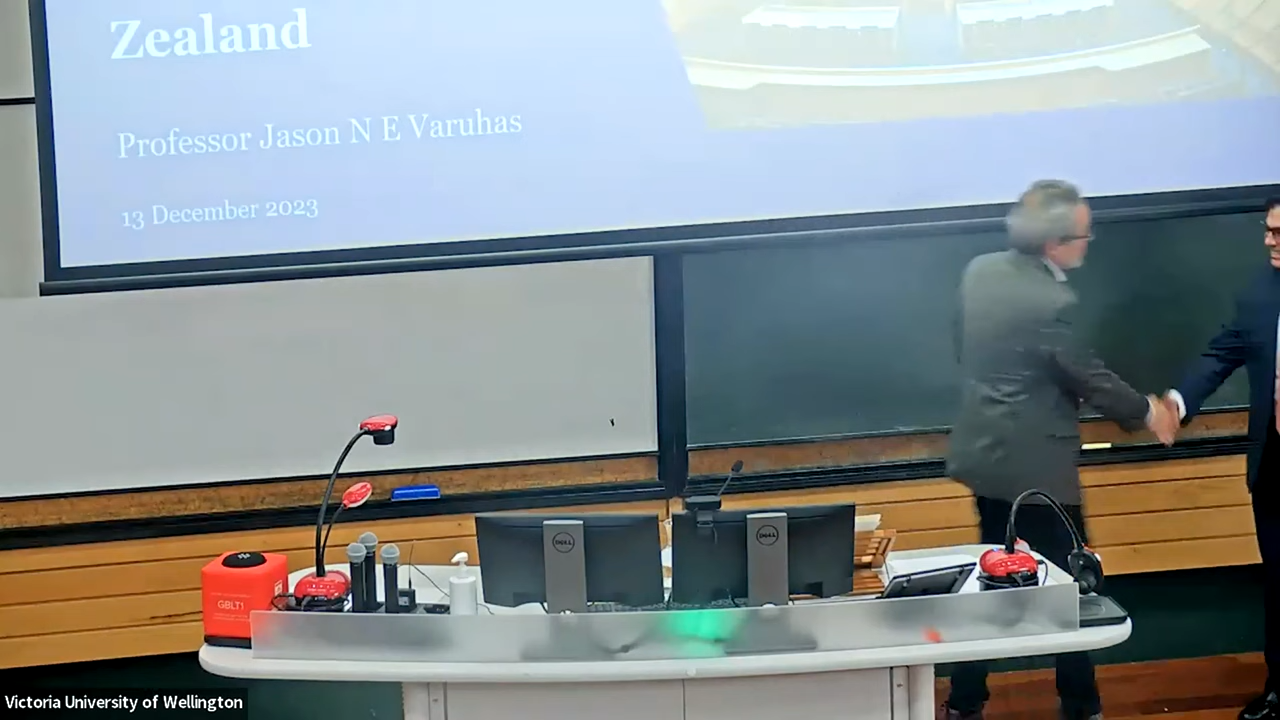 Zealand
Professor Jason N E Varuhas
13 December 2023
DELL
DELL
GBLT1
Victoria University of Wellington